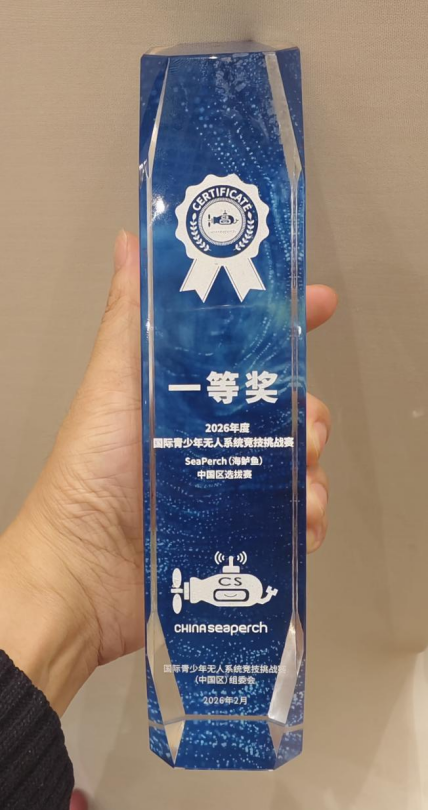 CERTIFICATE
一等奖
2026年度
国际青少年无人系统竞技挑战赛
SeaPerch(海鲈鱼)
中国区选拔赛
CS
CHINA seaperch
国际青少年无人系统竞技挑战赛
(中国区)组委会
2026年2月